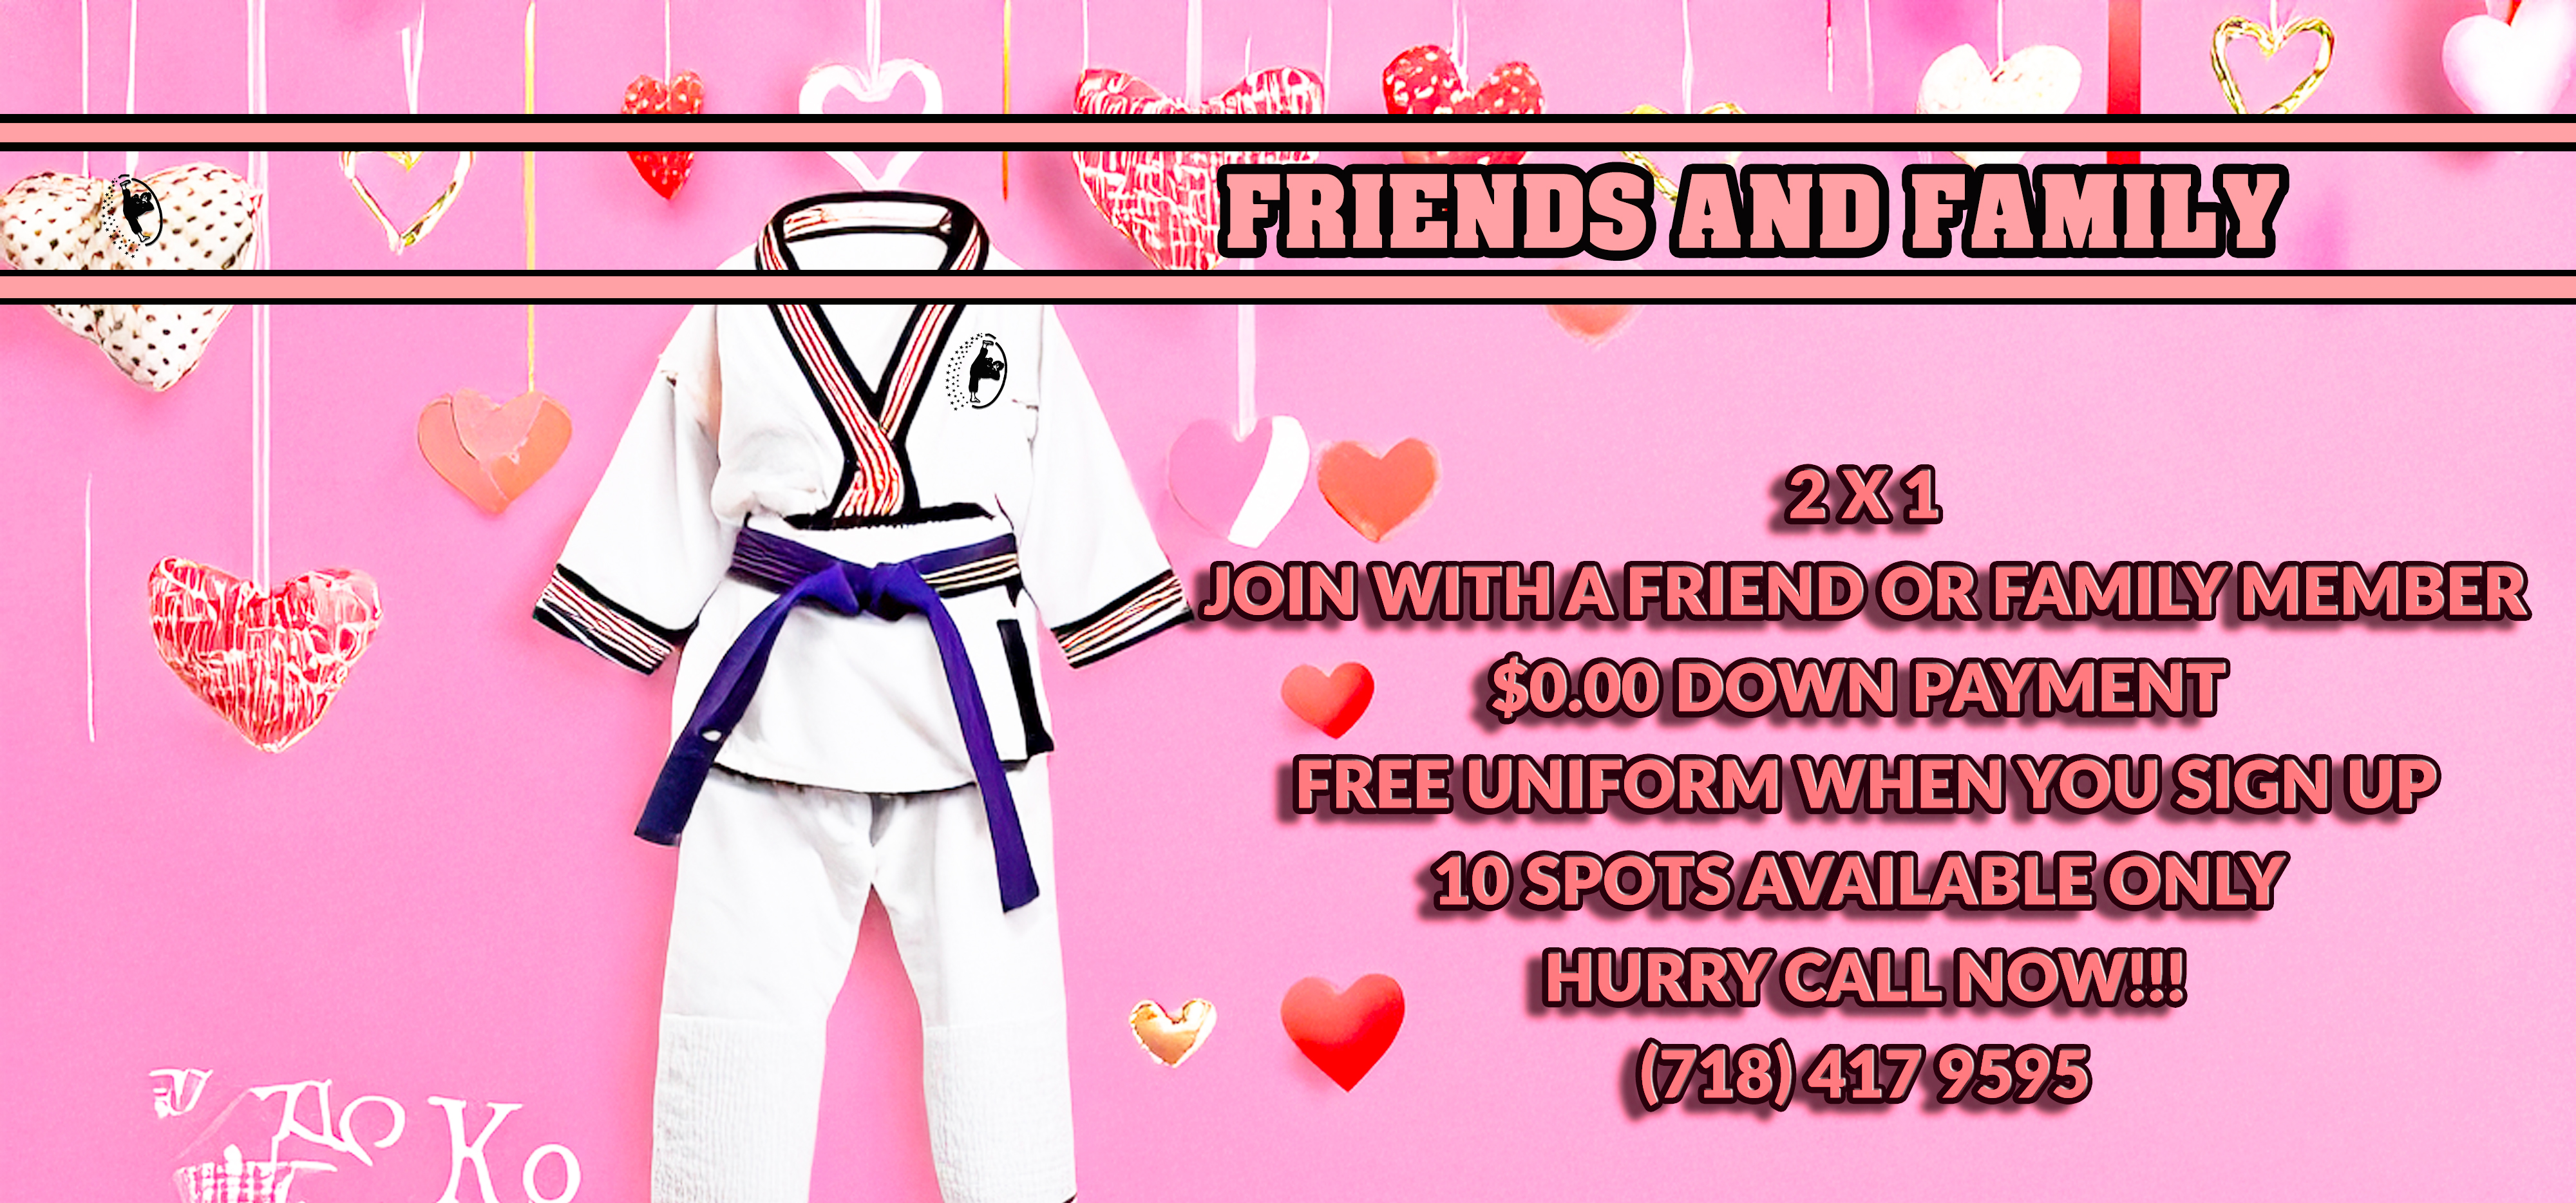 FRIENDS AND FAMILY
2 X 1
JOIN WITH A FRIEND OR FAMILY MEMBER
$0.00 DOWN PAYMENT
FREE UNIFORM WHEN YOU SIGN UP
10 SPOTS AVAILABLE ONLY
HURRY CALL NOW!!!
(718) 417 9595
Ko